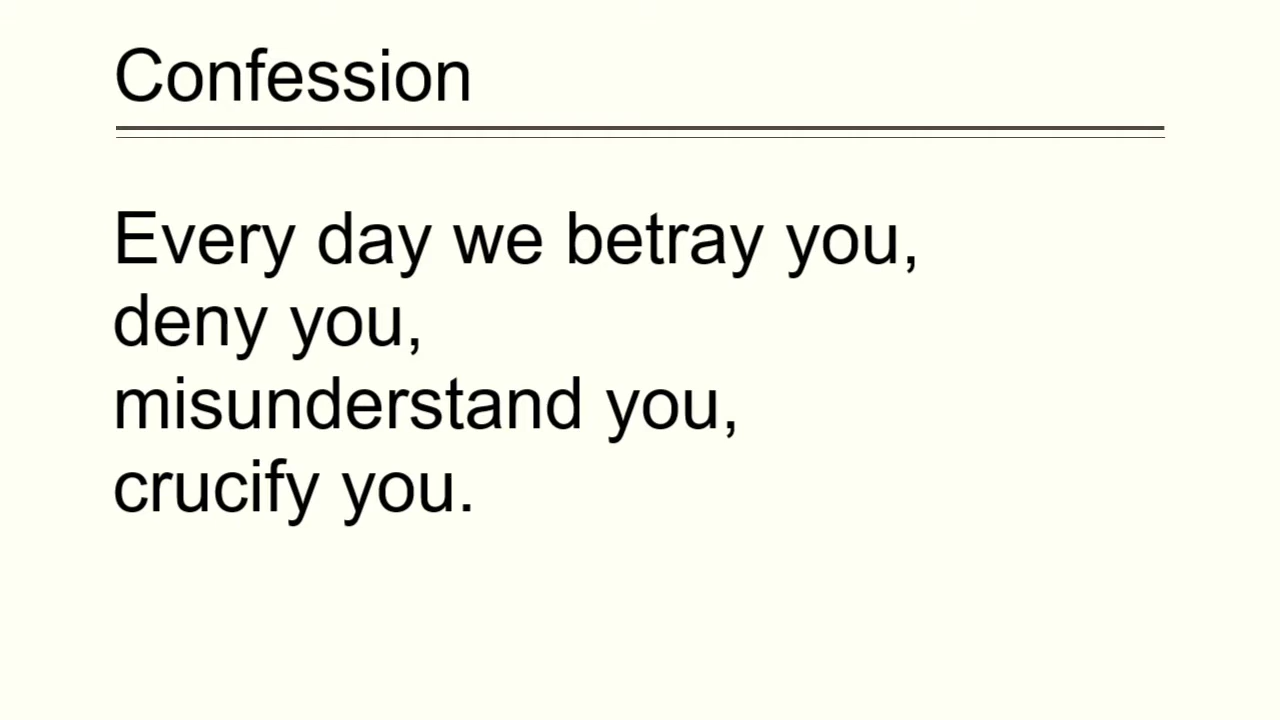 Confession
Every day we betray you,
deny you,
misunderstand you,
crucify you.